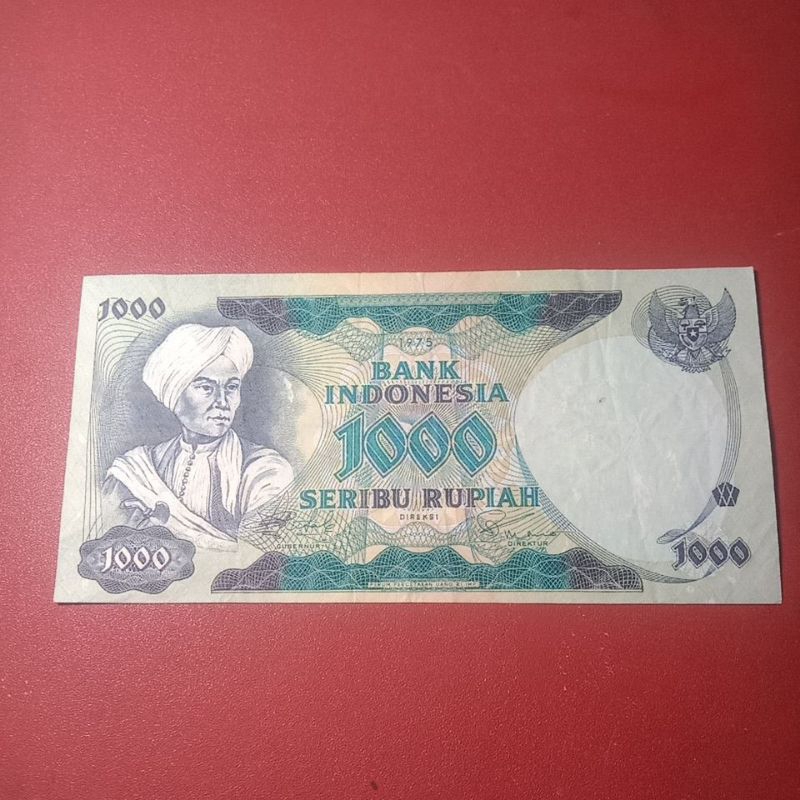 1000
1975
BANK
INDONESIA
1000
SERIBU RUPIAH
DIREKSI
GUBERNUR
DIREKTUR
1000
1000